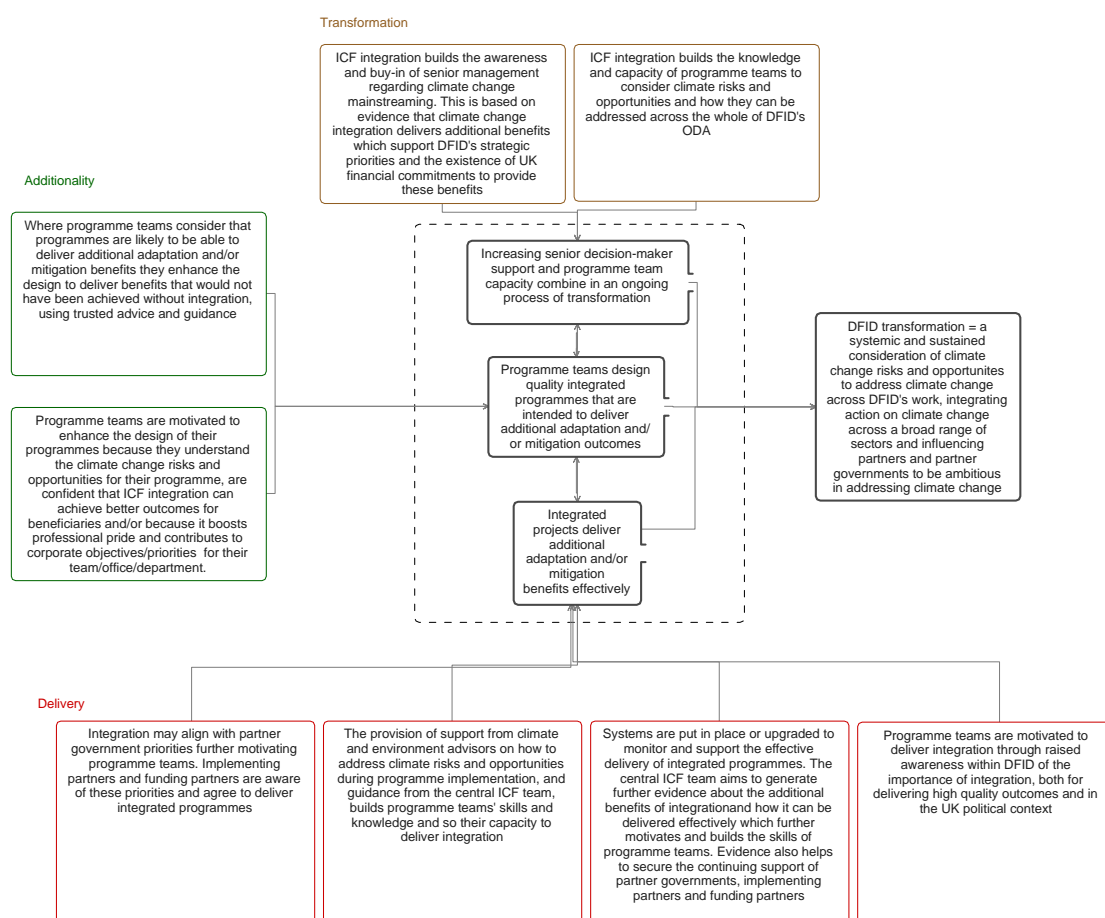 Transformation
ICF integration builds the awareness
and buy-in of senior management
regarding climate change
mainstreaming. This is based on
evidence that climate change
integration delivers additional benefits
which support DFID's strategic
priorities and the existence of UK
financial commitments to provide
these benefits
ICF integration builds the knowledge
and capacity of programme teams to
consider climate risks and
opportunities and how they can be
addressed across the whole of DFID's
ODA
Additionality
Where programme teams consider that
programmes are likely to be able to
deliver additional adaptation and/or
mitigation benefits they enhance the
design to deliver benefits that would not
have been achieved without integration,
using trusted advice and guidance
Programme teams are motivated to
enhance the design of their
programmes because they understand
the climate change risks and
opportunities for their programme, are
confident that ICF integration can
achieve better outcomes for
beneficiaries and/or because it boosts
professional pride and contributes to
corporate objectives/priorities for their
team/office/department.
Increasing senior decision-maker
support and programme team
capacity combine in an ongoing
process of transformation
Programme teams design
quality integrated
programmes that are
intended to deliver
additional adaptation and/
or mitigation outcomes
Integrated
projects deliver
additional
adaptation and/or
mitigation
benefits effectively
DFID transformation = a
systemic and sustained
consideration of climate
change risks and opportunites
to address climate change
across DFID's work, integrating
action on climate change
across a broad range of
sectors and influencing
partners and partner
governments to be ambitious
in addressing climate change
Delivery
Integration may align with partner
government priorities further motivating
programme teams. Implementing
partners and funding partners are aware
of these priorities and agree to deliver
integrated programmes
The provision of support from climate
and environment advisors on how to
address climate risks and opportunities
during programme implementation, and
guidance from the central ICF team,
builds programme teams' skills and
knowledge and so their capacity to
deliver integration
Systems are put in place or upgraded to
monitor and support the effective
delivery of integrated programmes. The
central ICF team aims to generate
further evidence about the additional
benefits of integrationand how it can be
delivered effectively which further
motivates and builds the skills of
programme teams. Evidence also helps
to secure the continuing support of
partner governments, implementing
partners and funding partners
Programme teams are motivated to
deliver integration through raised
awareness within DFID of the
importance of integration, both for
delivering high quality outcomes and in
the UK political context